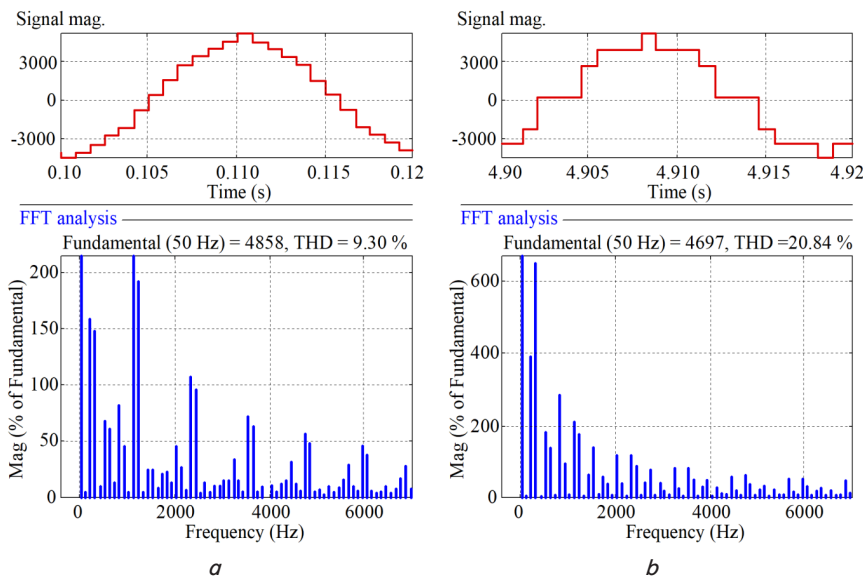 Signal mag.
3000
0
-3000
0.10 0.105 0.110 0.115 0.12
Time (s)
FFT analysis
Fundamental (50 Hz) = 4858, THD = 9.30 %
Mag (% of Fundamental)
200
150
100
50
0
0 2000 4000 6000
Frequency (Hz)
a
Signal mag.
3000
0
-3000
4.90 4.905 4.910 4.915 4.92
Time (s)
FFT analysis
Fundamental (50 Hz) = 4697, THD =20.84 %
Mag (% of Fundamental)
600
400
200
0
0 2000 4000 6000
Frequency (Hz)
b